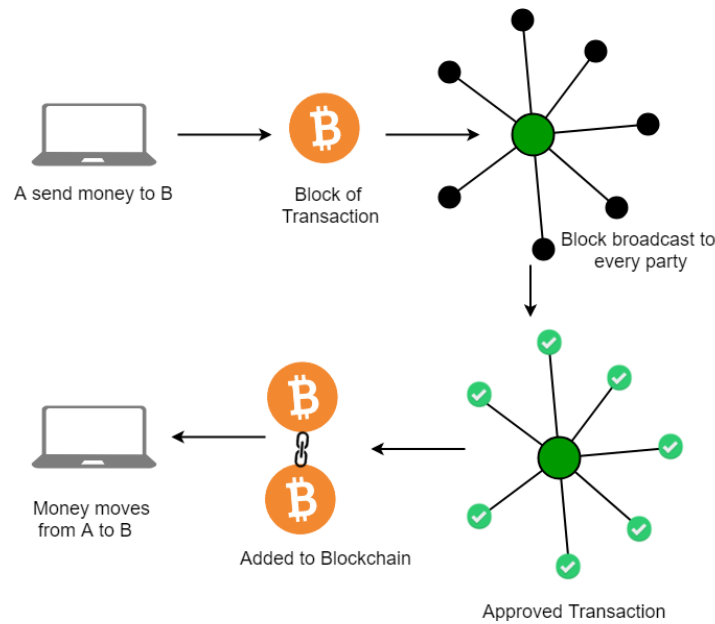 A send money to B
Block of
Transaction
Block broadcast to
every party
Money moves
from A to B
Added to Blockchain
Approved Transaction